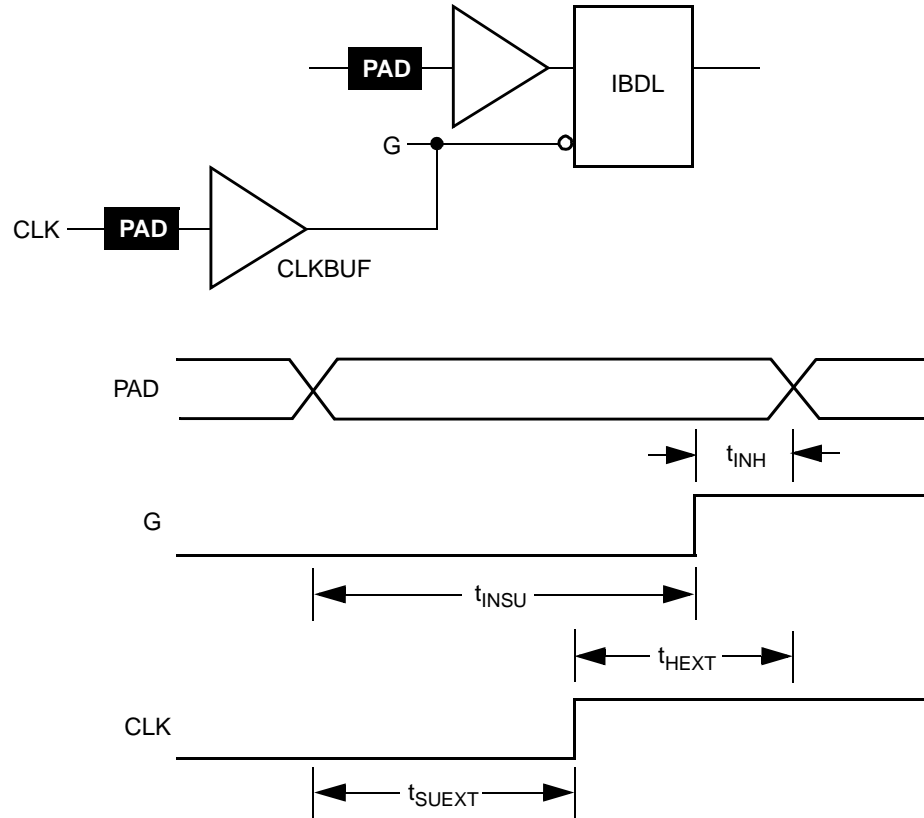 PAD
IBDL
G
CLK
PAD
CLKBUF
PAD
tINH
G
tINSU
tHEXT
CLK
tSUEXT